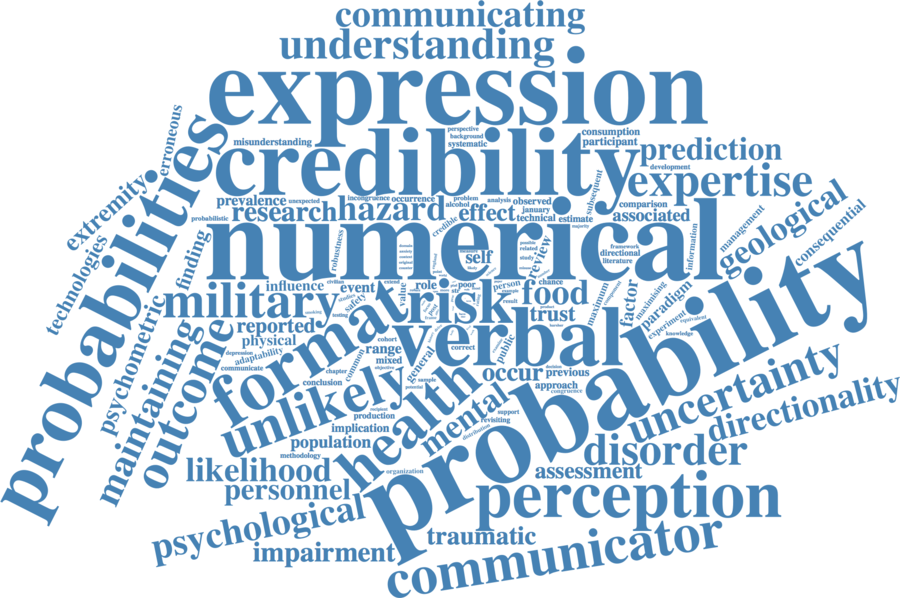 communicating
understanding
expression
credibility
perspective
background
systematic
misunderstanding
consumption
participant
erroneous
probabilities
extremity
technologies
prediction
development
expertise
subsequent
prevalence
unexpected
incongruence
occurrence
problem
alcohol
analysis
observed
january
technical
estimate
majority
comparison
associated
probabilistic
research
hazard
credible
effect
management
geological
consequential
numerical
finding
robustness
self
review
possible
related
study
framework
directional
literature
information
influence
civilian
event
extend
value
role
poor
person
result
chance
food
maximum
factor
maximising
paradigm
military
risk
trust
format
safety
reported
physical
adaptability
depression
communicate
psychometric
maintaining
outcome
cohort
range
mixed
objective
common
chapter
conclusion
general
correct
public
verbal
experiment
equivalent
knowledge
probability
unlikely
sample
potential
occur
decision
previous
approach
congruence
health
mental
support
revisiting
distribution
recipient
production
implication
population
methodology
organization
uncertainty
directionality
disorder
assessment
likelihood
personnel
perception
psychological
impairment
traumatic
communicator